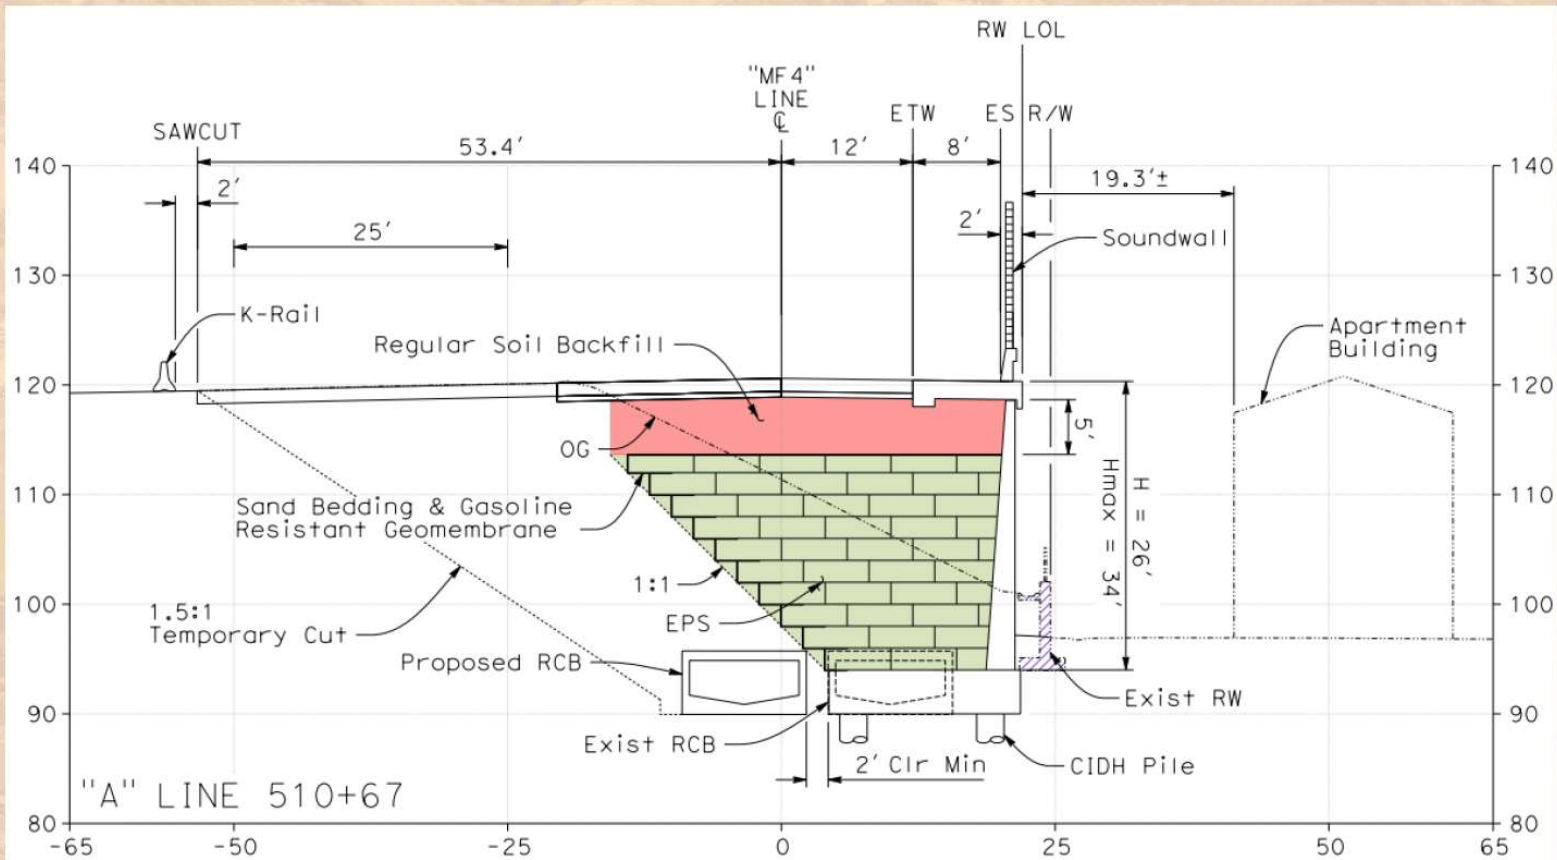 RW LOL
"MF4"
LINE
℄
SAWCUT
ETW
ES R/W
53.4'
12'
8'
140
140
2'
19.3'±
25'
2'
Soundwall
130
130
K-Rail
Regular Soil Backfill
Apartment
Building
120
120
OG
5'
H = 26'
Hmax = 34'
110
110
Sand Bedding & Gasoline
Resistant Geomembrane
1:1
100
100
1.5:1
Temporary Cut
EPS
Proposed RCB
Exist RW
90
90
Exist RCB
2' Clr Min
CIDH Pile
"A" LINE 510+67
80
80
-65
-50
-25
0
25
50
65